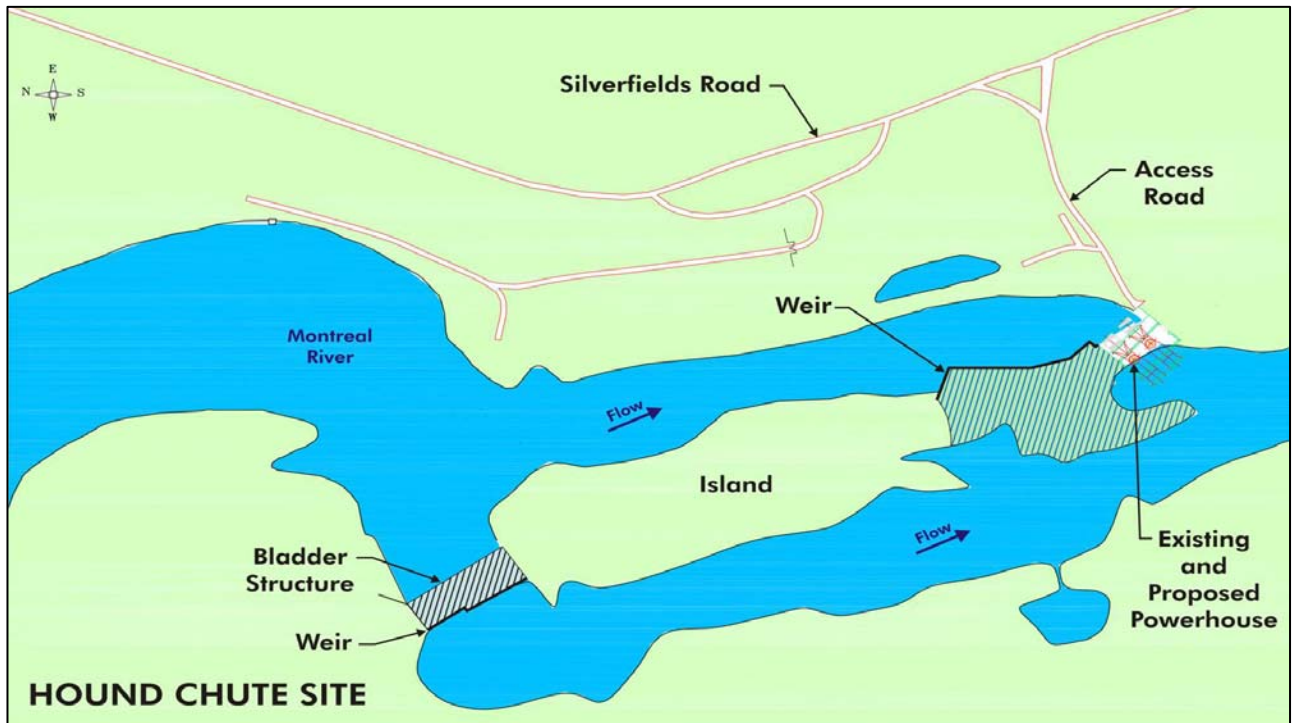 E
N S
W
Silverfields Road
Access
Road
Weir
Montreal
River
Flow
Island
Flow
Bladder
Structure
Existing
and
Proposed
Powerhouse
Weir
HOUND CHUTE SITE